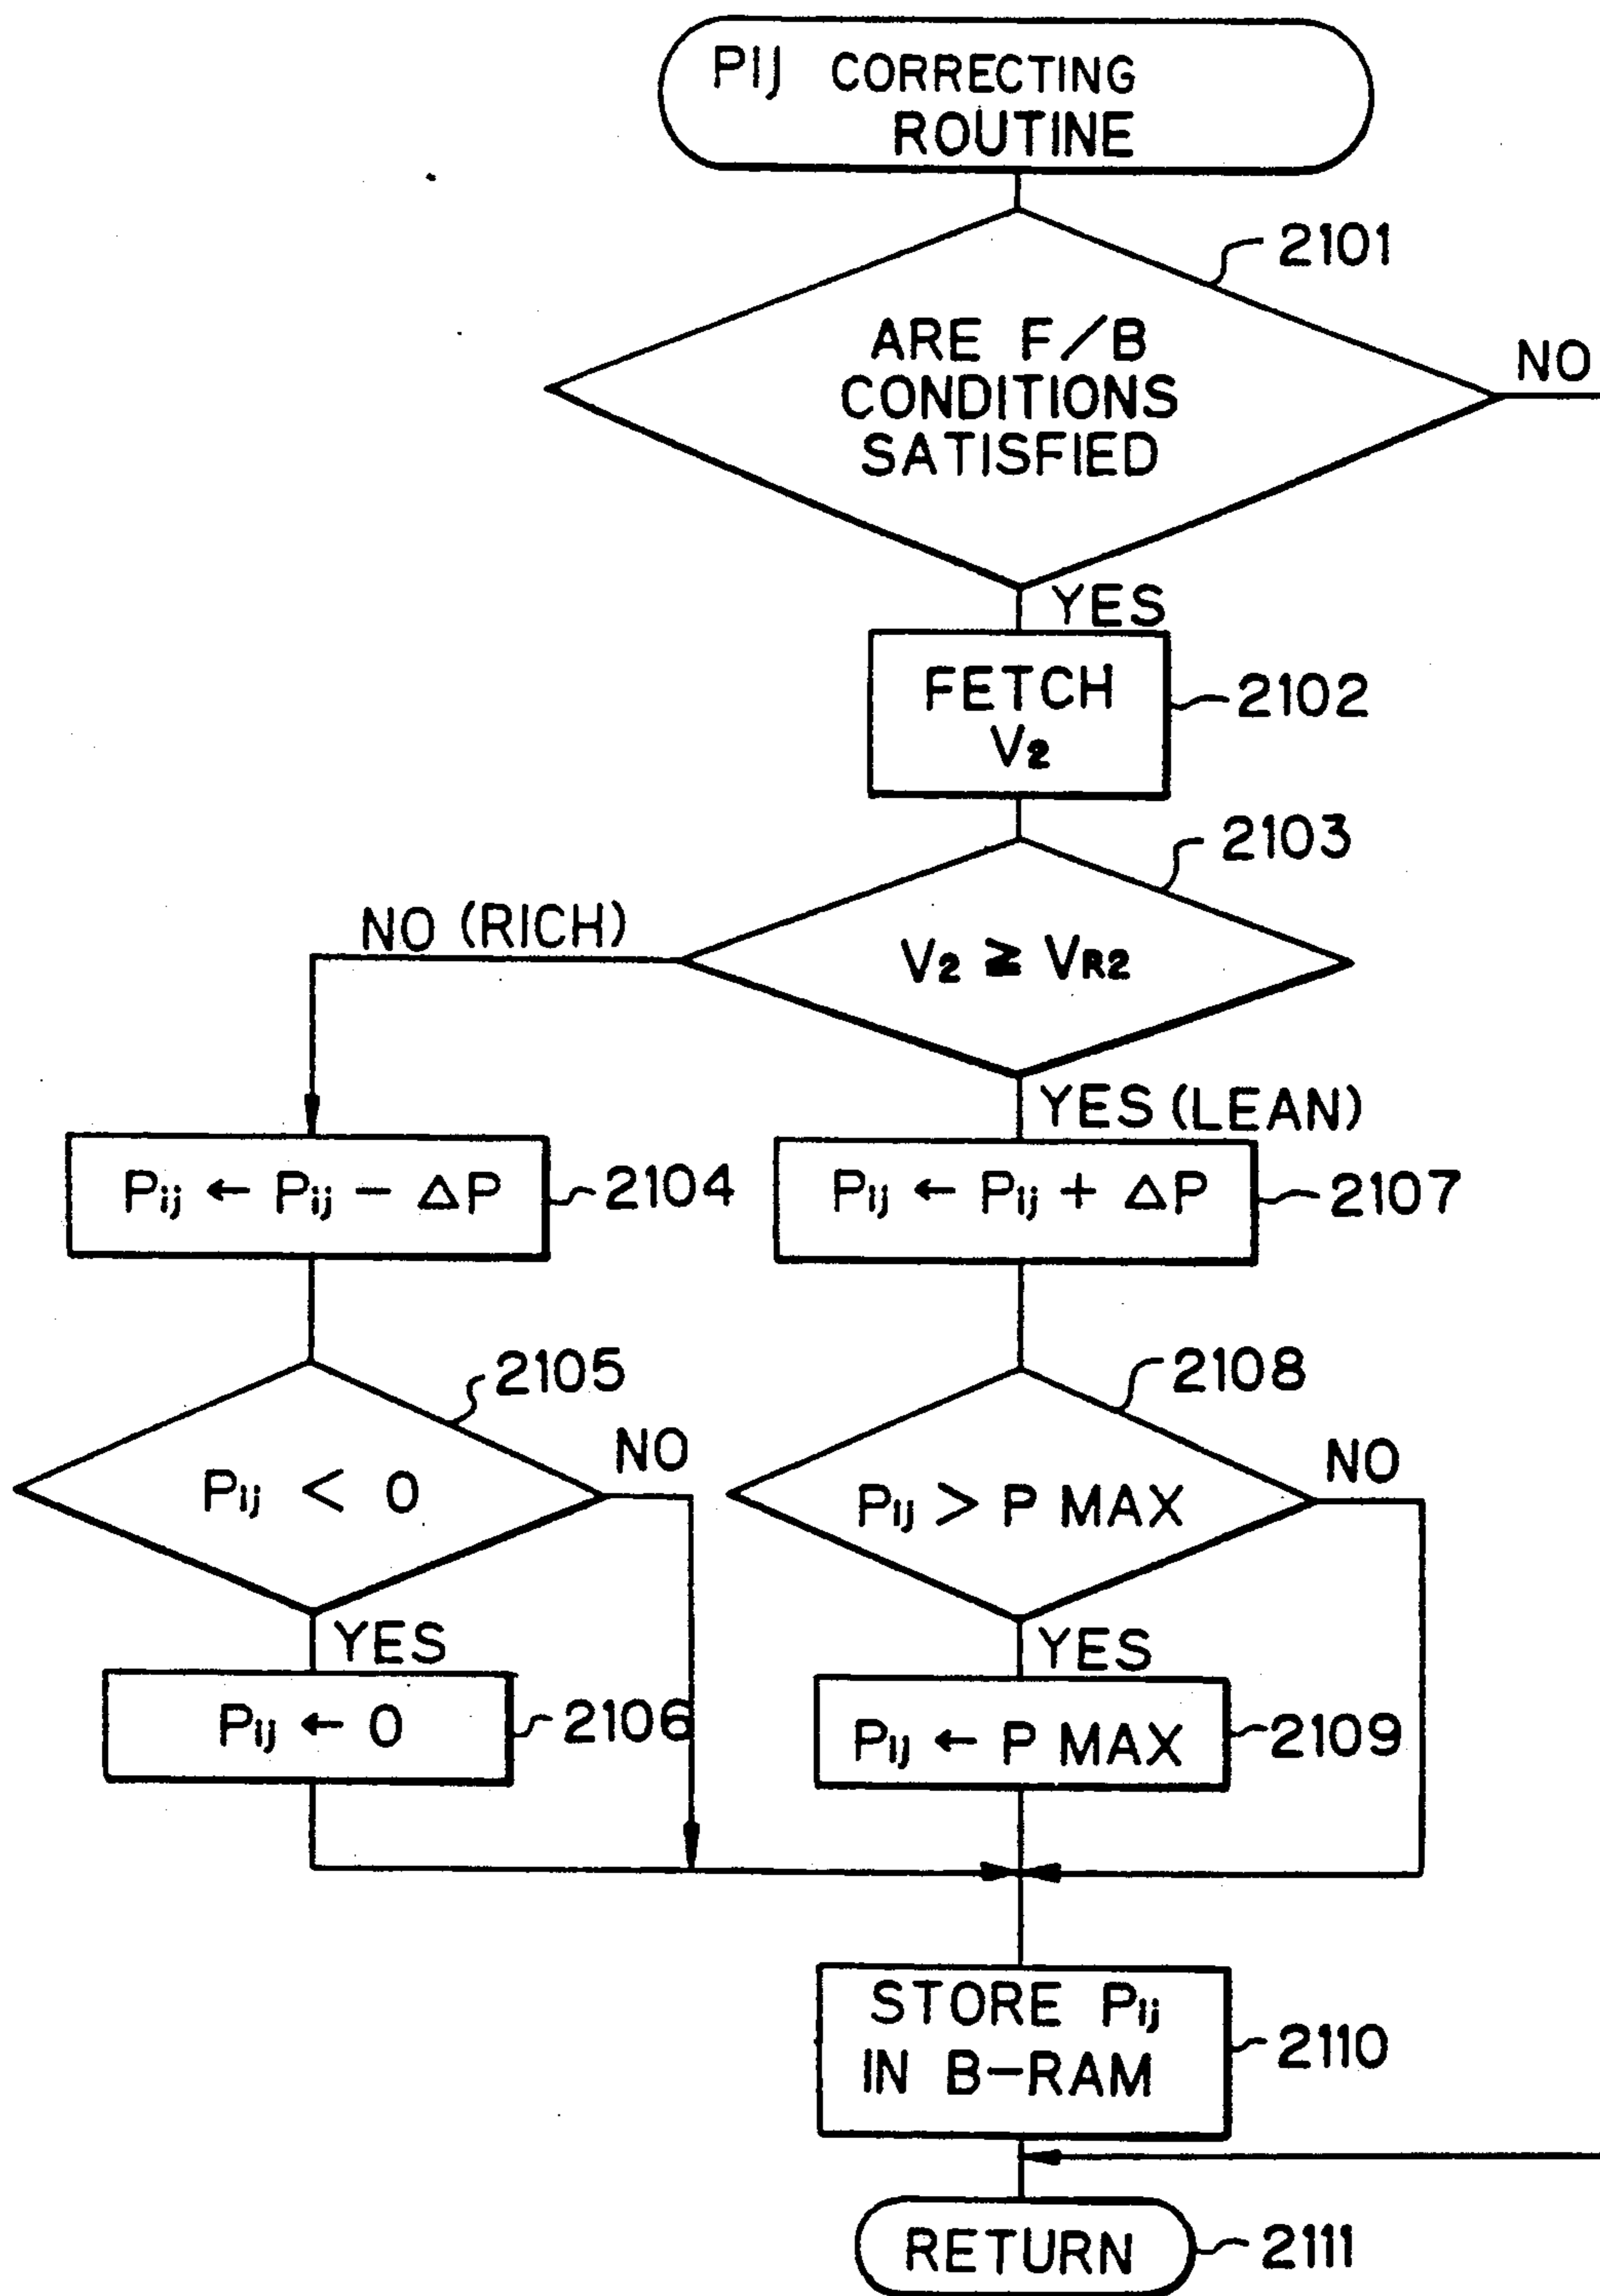 PIJ CORRECTING
ROUTINE
2101
ARE F/B
CONDITIONS
SATISFIED
NO
YES
FETCH
V2
2102
2103
NO (RICH)
V2 ≧ VR2
YES (LEAN)
Pij ← Pij − ΔP
2104
Pij ← Pij + ΔP
2107
2105
2108
Pij < 0
NO
Pij > P MAX
NO
YES
YES
Pij ← 0
2106
Pij ← P MAX
2109
STORE Pij
IN B-RAM
2110
RETURN
2111